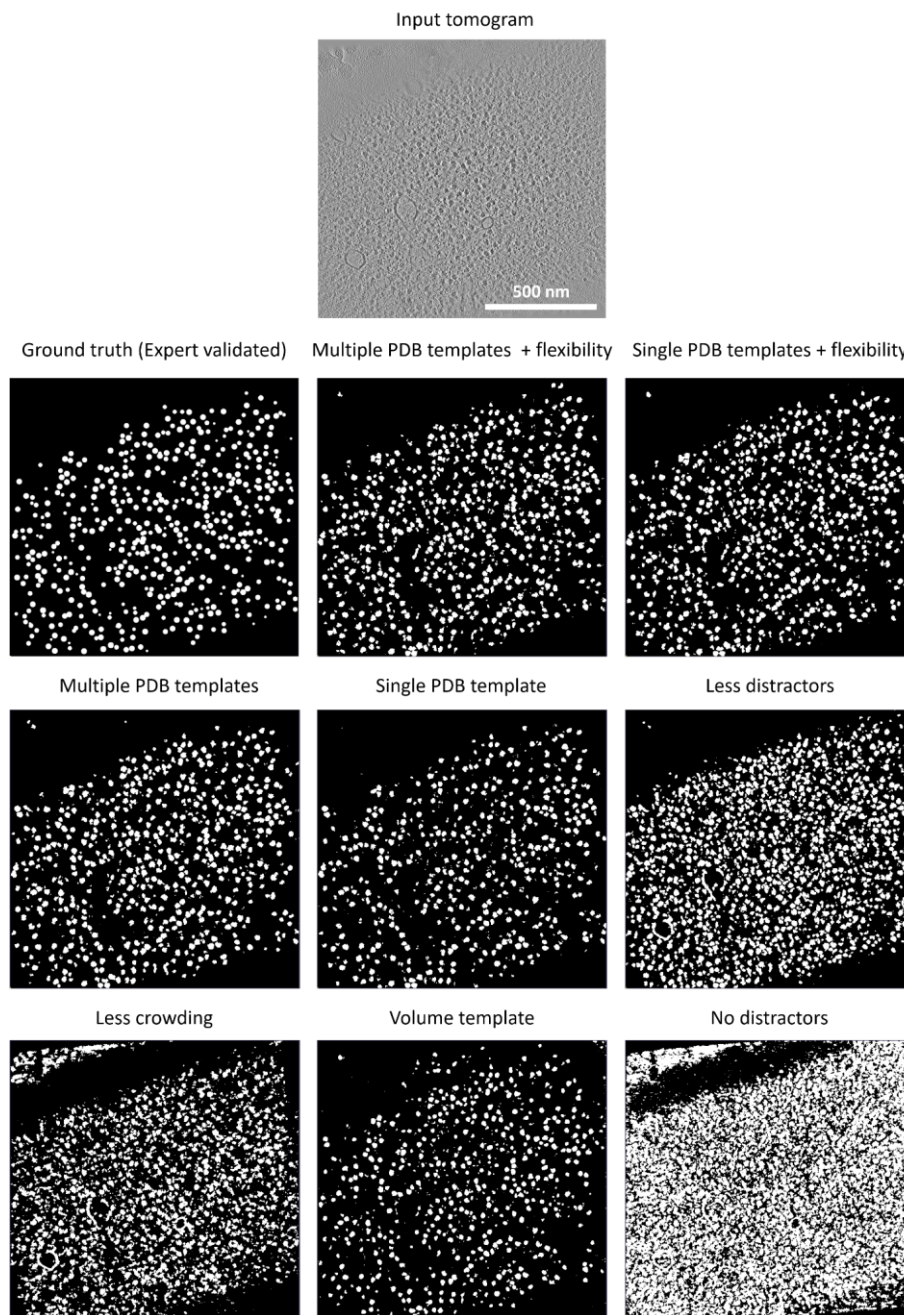 Input tomogram
500 nm
Ground truth (Expert validated)
Multiple PDB templates + flexibility
Single PDB templates + flexibility
Multiple PDB templates
Single PDB template
Less distractors
Less crowding
Volume template
No distractors